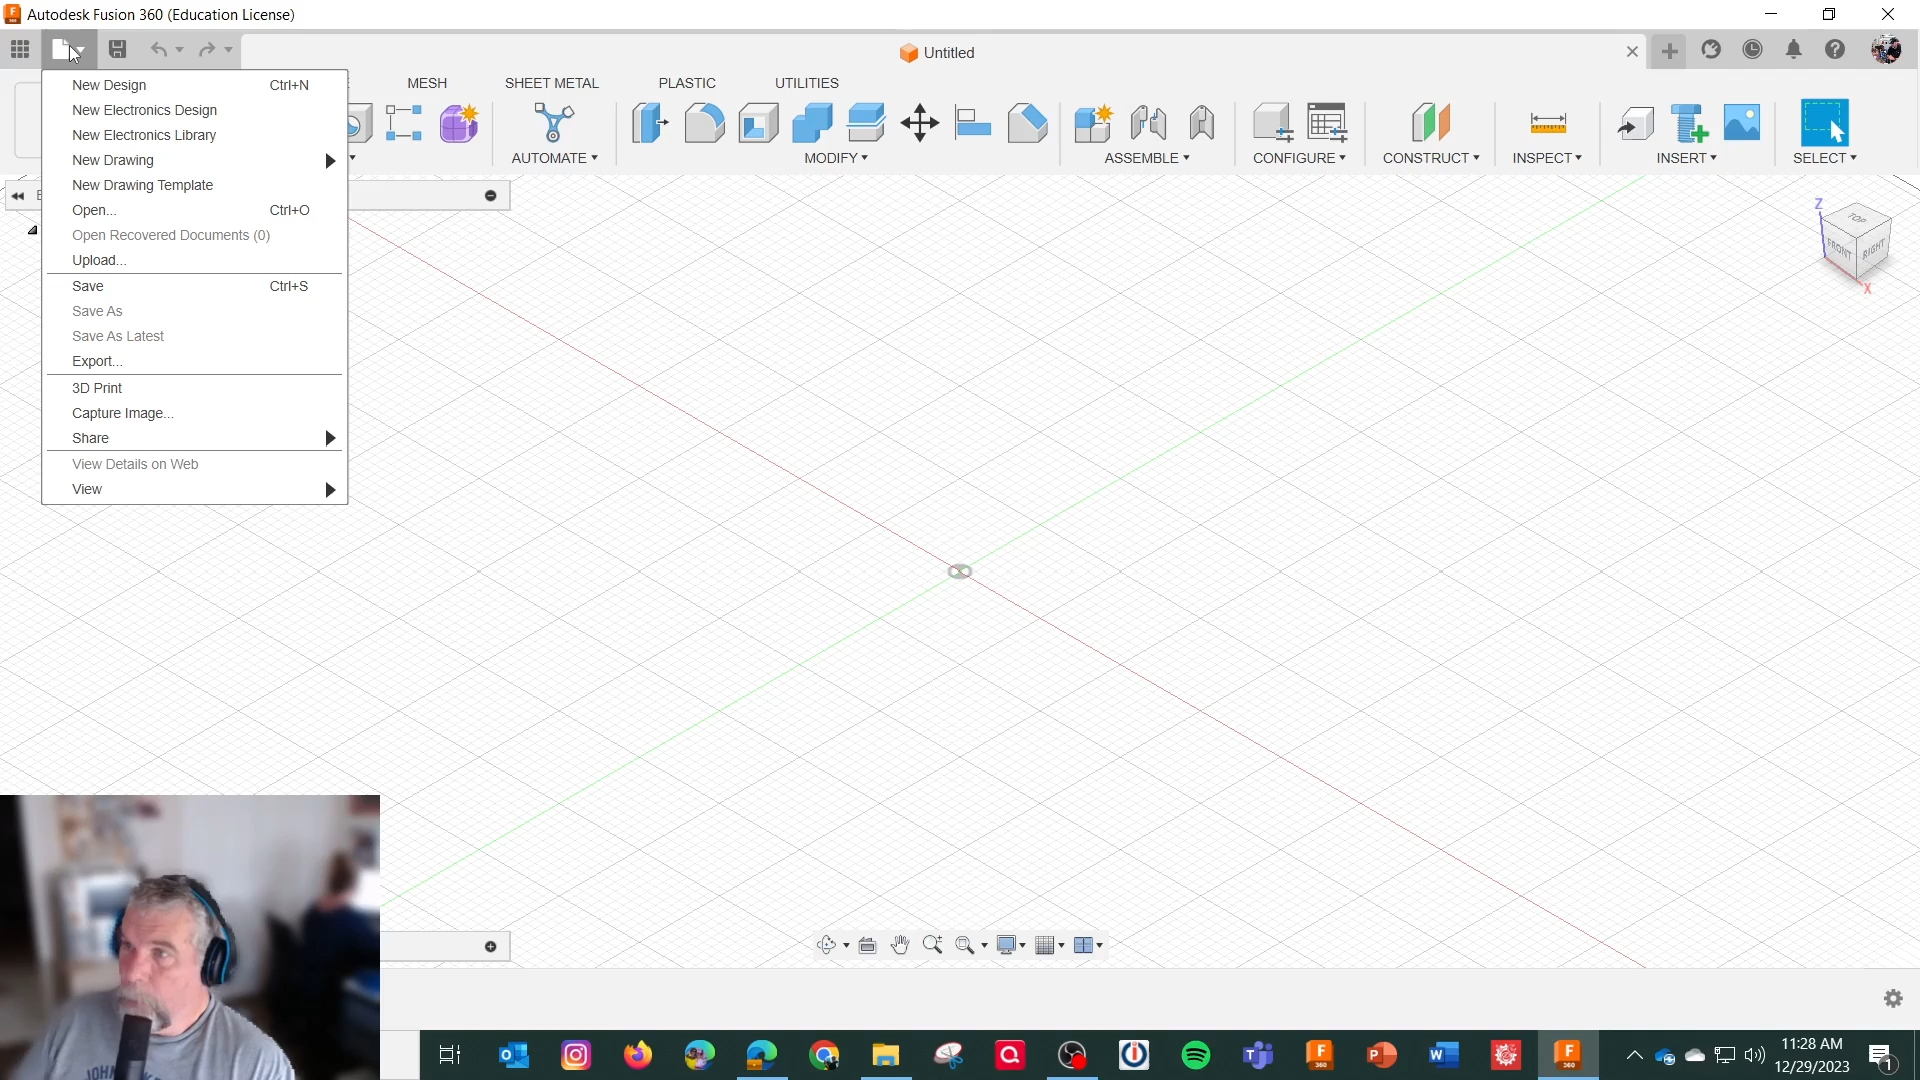 Autodesk Fusion 360 (Education License)
Untitled
MESH SHEET METAL PLASTIC UTILITIES
AUTOMATE MODIFY ASSEMBLE CONFIGURE CONSTRUCT INSPECT INSERT SELECT
New Design Ctrl+N
New Electronics Design
New Electronics Library
New Drawing
New Drawing Template
Open... Ctrl+O
Open Recovered Documents (0)
Upload...
Save Ctrl+S
Save As
Save As Latest
Export...
3D Print
Capture Image...
Share
View Details on Web
View
Z
TOP
FRONT RIGHT
X
JOHN
11:28 AM
12/29/2023
1